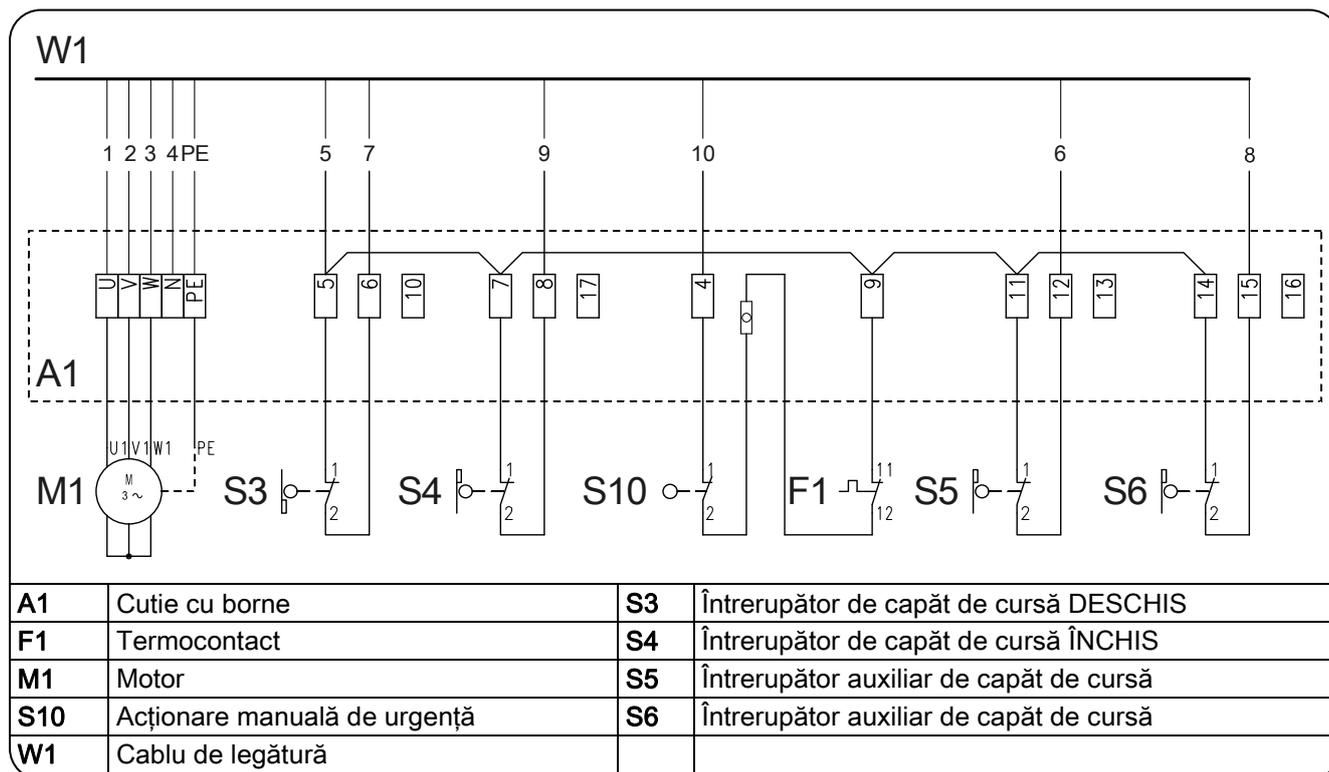 W1
1 2 3 4 PE 5 7 9 10 6 8
U V W N PE 5 6 10 7 8 17 4 9 11 12 13 14 15 16
A1
U1 V1 W1 PE
M1 M 3 ~ S3 1 2 S4 1 2 S10 1 2 F1 11 12 S5 1 2 S6 1 2
A1 Cutie cu borne S3 Întrerupător de capăt de cursă DESCHIS
F1 Termocontact S4 Întrerupător de capăt de cursă ÎNCHIS
M1 Motor S5 Întrerupător auxiliar de capăt de cursă
S10 Acționare manuală de urgență S6 Întrerupător auxiliar de capăt de cursă
W1 Cablu de legătură